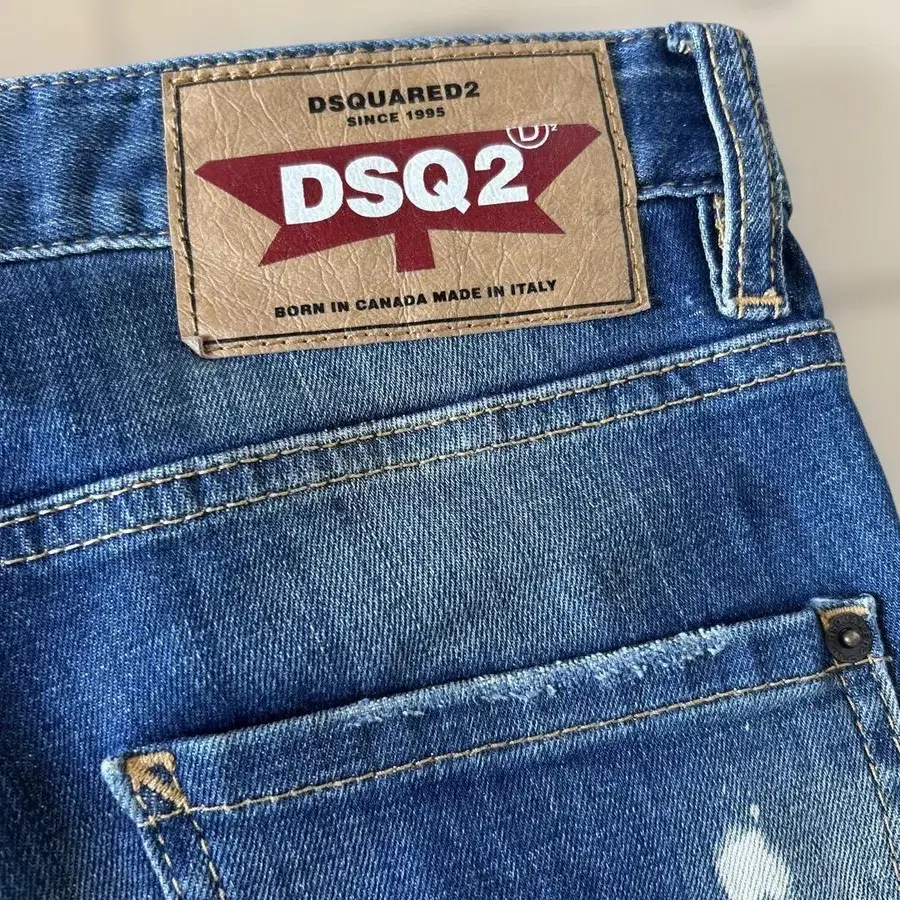 DSQUARED2
SINCE 1995
D2
DSQ2
BORN IN CANADA MADE IN ITALY